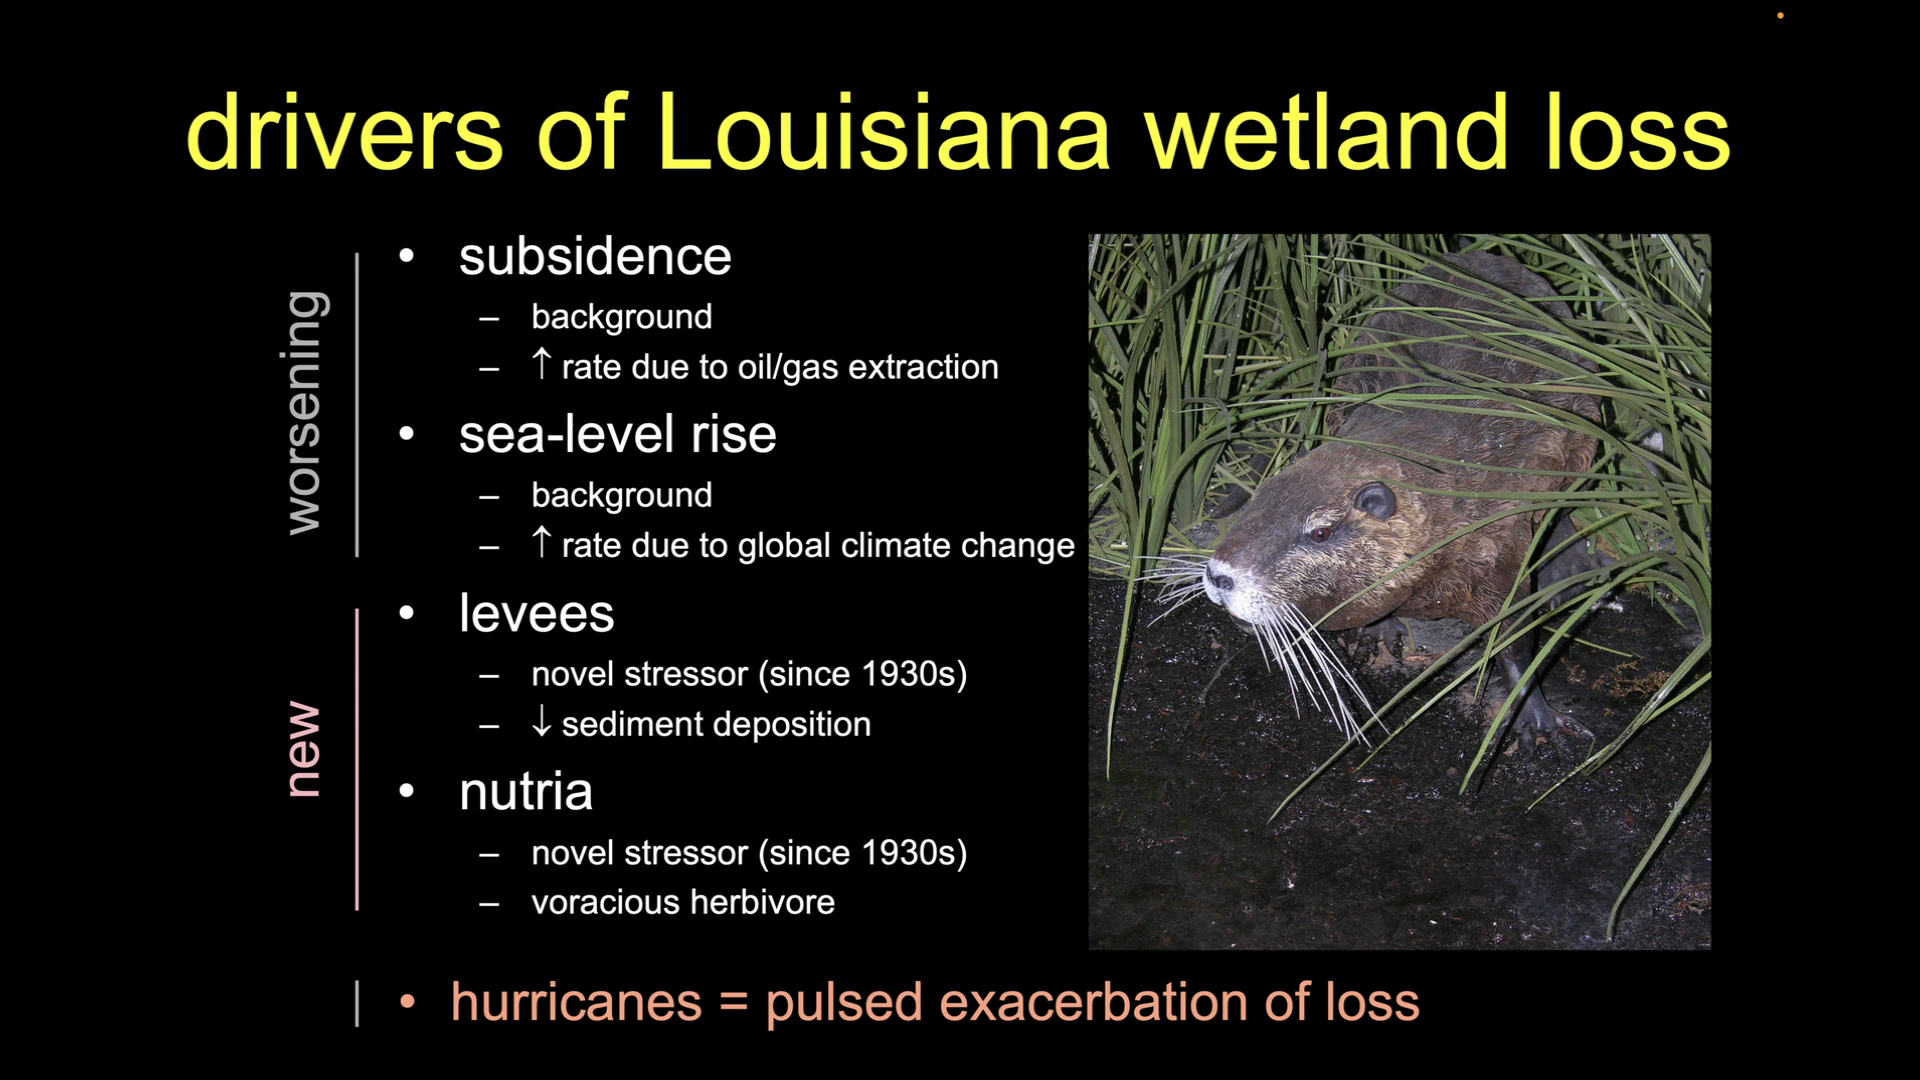 drivers of Louisiana wetland loss
worsening
• subsidence
– background
– ↑ rate due to oil/gas extraction
• sea-level rise
– background
– ↑ rate due to global climate change
new
• levees
– novel stressor (since 1930s)
– ↓ sediment deposition
• nutria
– novel stressor (since 1930s)
– voracious herbivore
• hurricanes = pulsed exacerbation of loss